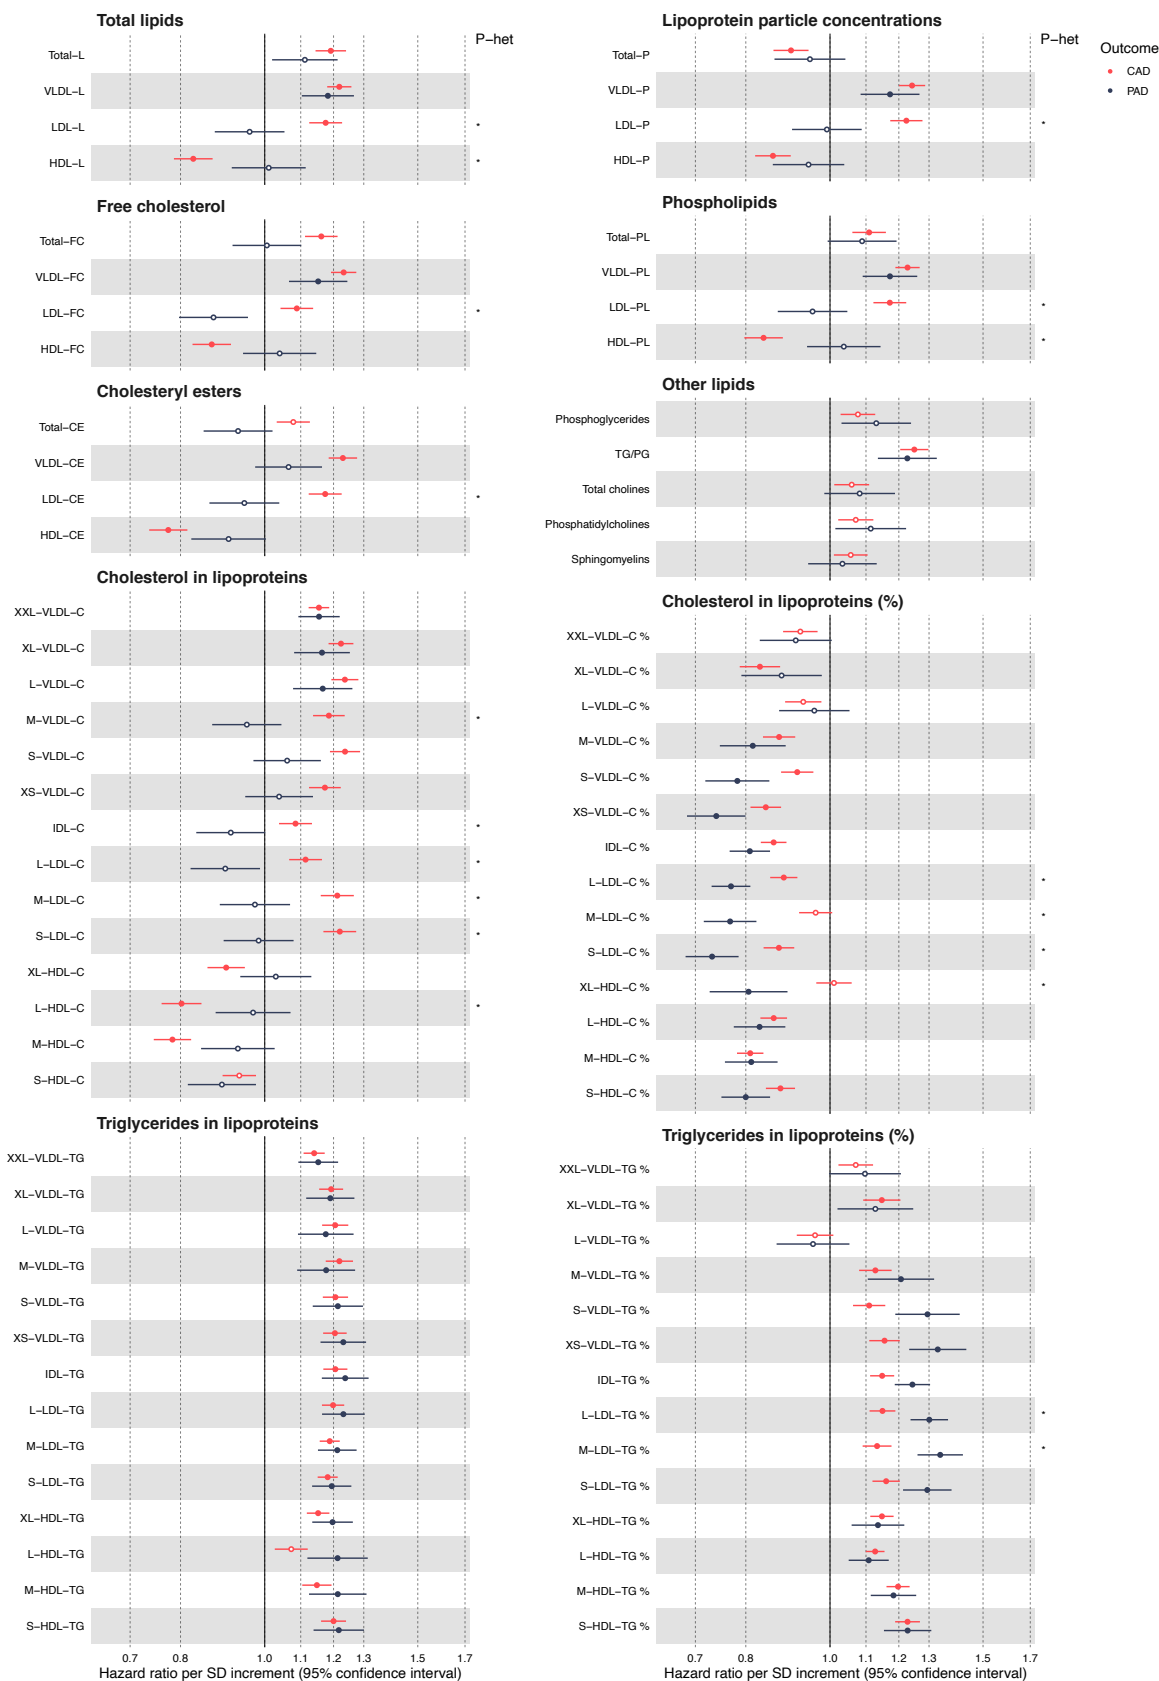 Total lipids
P−het
Total−L
VLDL−L
LDL−L
*
HDL−L
*
Free cholesterol
Total−FC
VLDL−FC
LDL−FC
*
HDL−FC
Cholesteryl esters
Total−CE
VLDL−CE
LDL−CE
*
HDL−CE
Cholesterol in lipoproteins
XXL−VLDL−C
XL−VLDL−C
L−VLDL−C
M−VLDL−C
*
S−VLDL−C
XS−VLDL−C
IDL−C
*
L−LDL−C
*
M−LDL−C
*
S−LDL−C
*
XL−HDL−C
L−HDL−C
*
M−HDL−C
S−HDL−C
Triglycerides in lipoproteins
XXL−VLDL−TG
XL−VLDL−TG
L−VLDL−TG
M−VLDL−TG
S−VLDL−TG
XS−VLDL−TG
IDL−TG
L−LDL−TG
M−LDL−TG
S−LDL−TG
XL−HDL−TG
L−HDL−TG
M−HDL−TG
S−HDL−TG
0.7 0.8 1.0 1.1 1.2 1.3 1.5 1.7
Hazard ratio per SD increment (95% confidence interval)
Lipoprotein particle concentrations
P−het
Total−P
VLDL−P
LDL−P
*
HDL−P
Phospholipids
Total−PL
VLDL−PL
LDL−PL
*
HDL−PL
*
Other lipids
Phosphoglycerides
TG/PG
Total cholines
Phosphatidylcholines
Sphingomyelins
Cholesterol in lipoproteins (%)
XXL−VLDL−C %
XL−VLDL−C %
L−VLDL−C %
M−VLDL−C %
S−VLDL−C %
XS−VLDL−C %
IDL−C %
L−LDL−C %
*
M−LDL−C %
*
S−LDL−C %
*
XL−HDL−C %
*
L−HDL−C %
M−HDL−C %
S−HDL−C %
Triglycerides in lipoproteins (%)
XXL−VLDL−TG %
XL−VLDL−TG %
L−VLDL−TG %
M−VLDL−TG %
S−VLDL−TG %
XS−VLDL−TG %
IDL−TG %
L−LDL−TG %
*
M−LDL−TG %
*
S−LDL−TG %
XL−HDL−TG %
L−HDL−TG %
M−HDL−TG %
S−HDL−TG %
0.7 0.8 1.0 1.1 1.2 1.3 1.5 1.7
Hazard ratio per SD increment (95% confidence interval)
Outcome
CAD
PAD